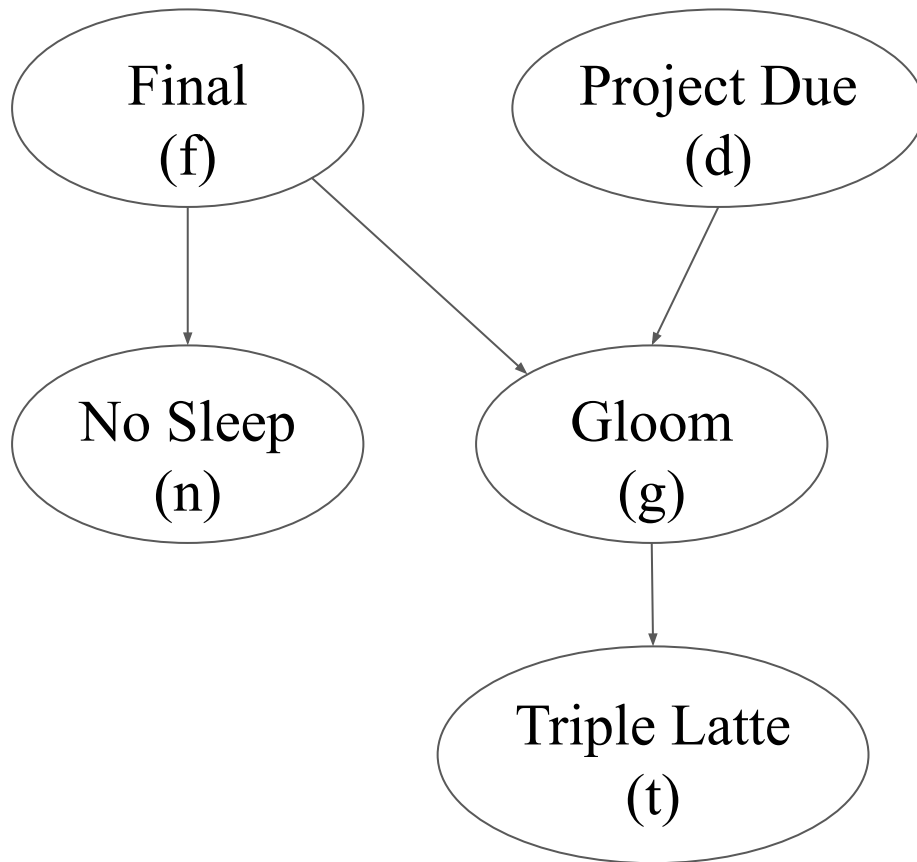 Final
(f)
Project Due
(d)
No Sleep
(n)
Gloom
(g)
Triple Latte
(t)